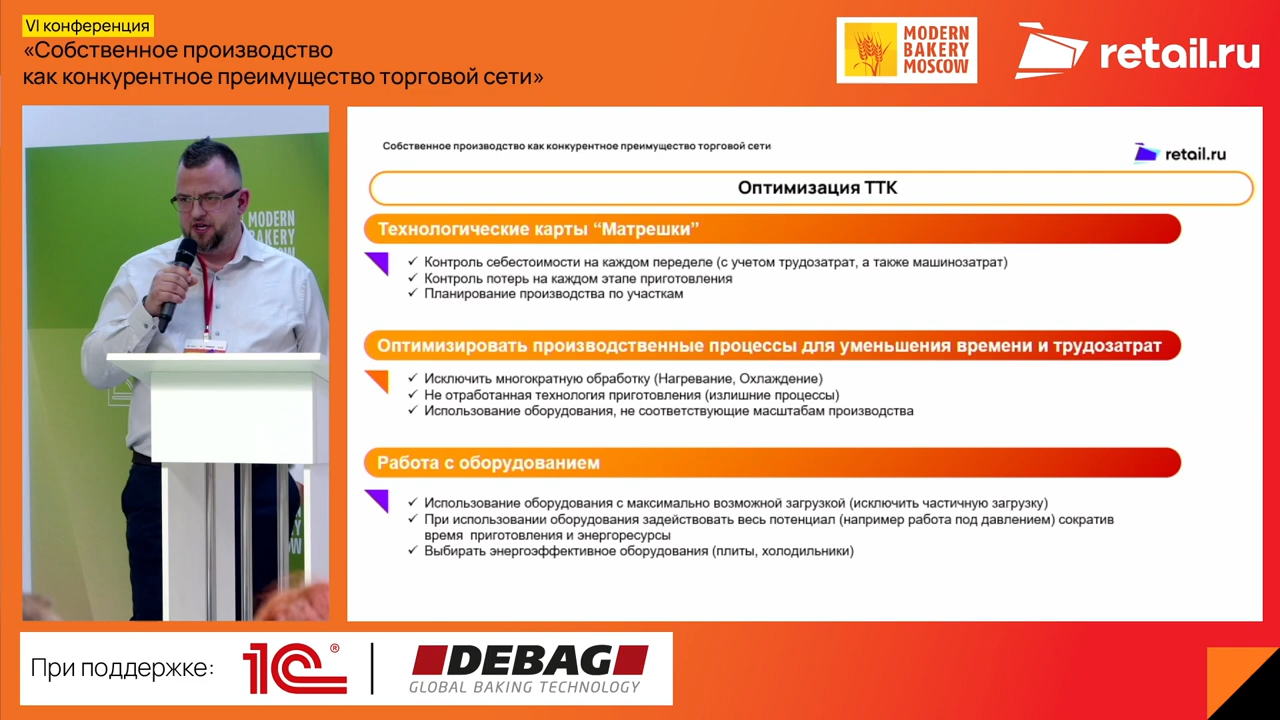 VI конференция
«Собственное производство
как конкурентное преимущество торговой сети»
MODERN
BAKERY
MOSCOW
retail.ru
MODERN
BAKERY
MOSCOW
Собственное производство как конкурентное преимущество торговой сети
retail.ru
Оптимизация ТТК
Технологические карты “Матрешки”
✓ Контроль себестоимости на каждом переделе (с учетом трудозатрат, а также машинозатрат)
✓ Контроль потерь на каждом этапе приготовления
✓ Планирование производства по участкам
Оптимизировать производственные процессы для уменьшения времени и трудозатрат
✓ Исключить многократную обработку (Нагревание, Охлаждение)
✓ Не отработанная технология приготовления (излишние процессы)
✓ Использование оборудования, не соответствующие масштабам производства
Работа с оборудованием
✓ Использование оборудования с максимально возможной загрузкой (исключить частичную загрузку)
✓ При использовании оборудования задействовать весь потенциал (например работа под давлением) сократив
время приготовления и энергоресурсы
✓ Выбирать энергоэффективное оборудование (плиты, холодильники)
При поддержке:
1С®
DEBAG
GLOBAL BAKING TECHNOLOGY